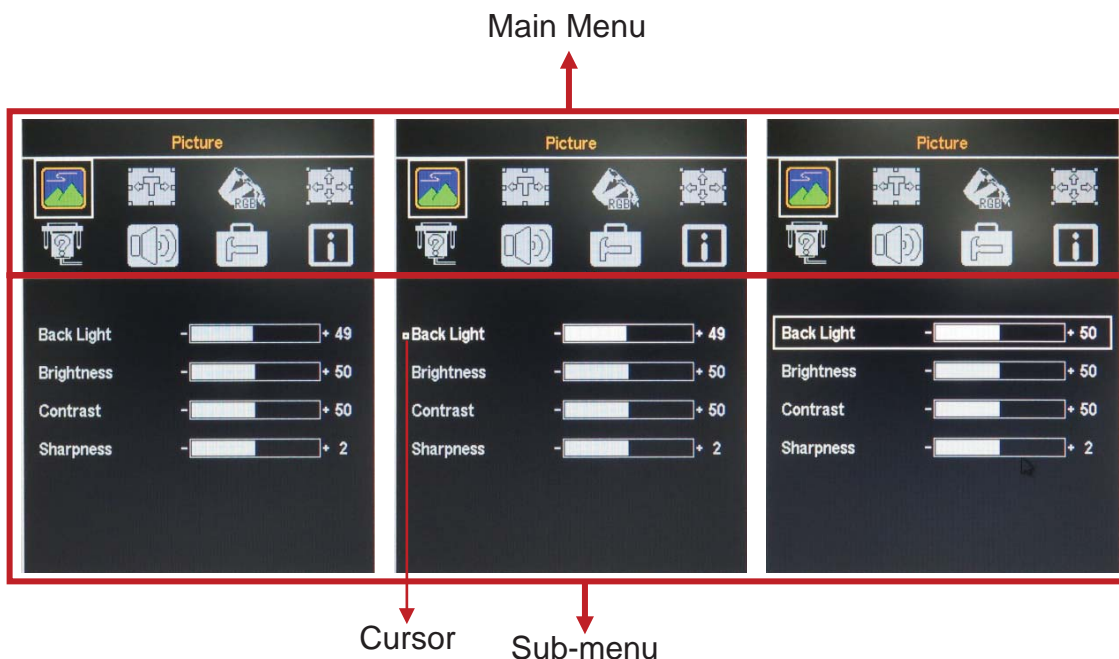 Main Menu
Picture
T
RGB
?
i
Back Light - + 49
Brightness - + 50
Contrast - + 50
Sharpness - + 2
Picture
T
RGB
?
i
Back Light - + 49
Brightness - + 50
Contrast - + 50
Sharpness - + 2
Picture
T
RGB
?
i
Back Light - + 50
Brightness - + 50
Contrast - + 50
Sharpness - + 2
Cursor
Sub-menu